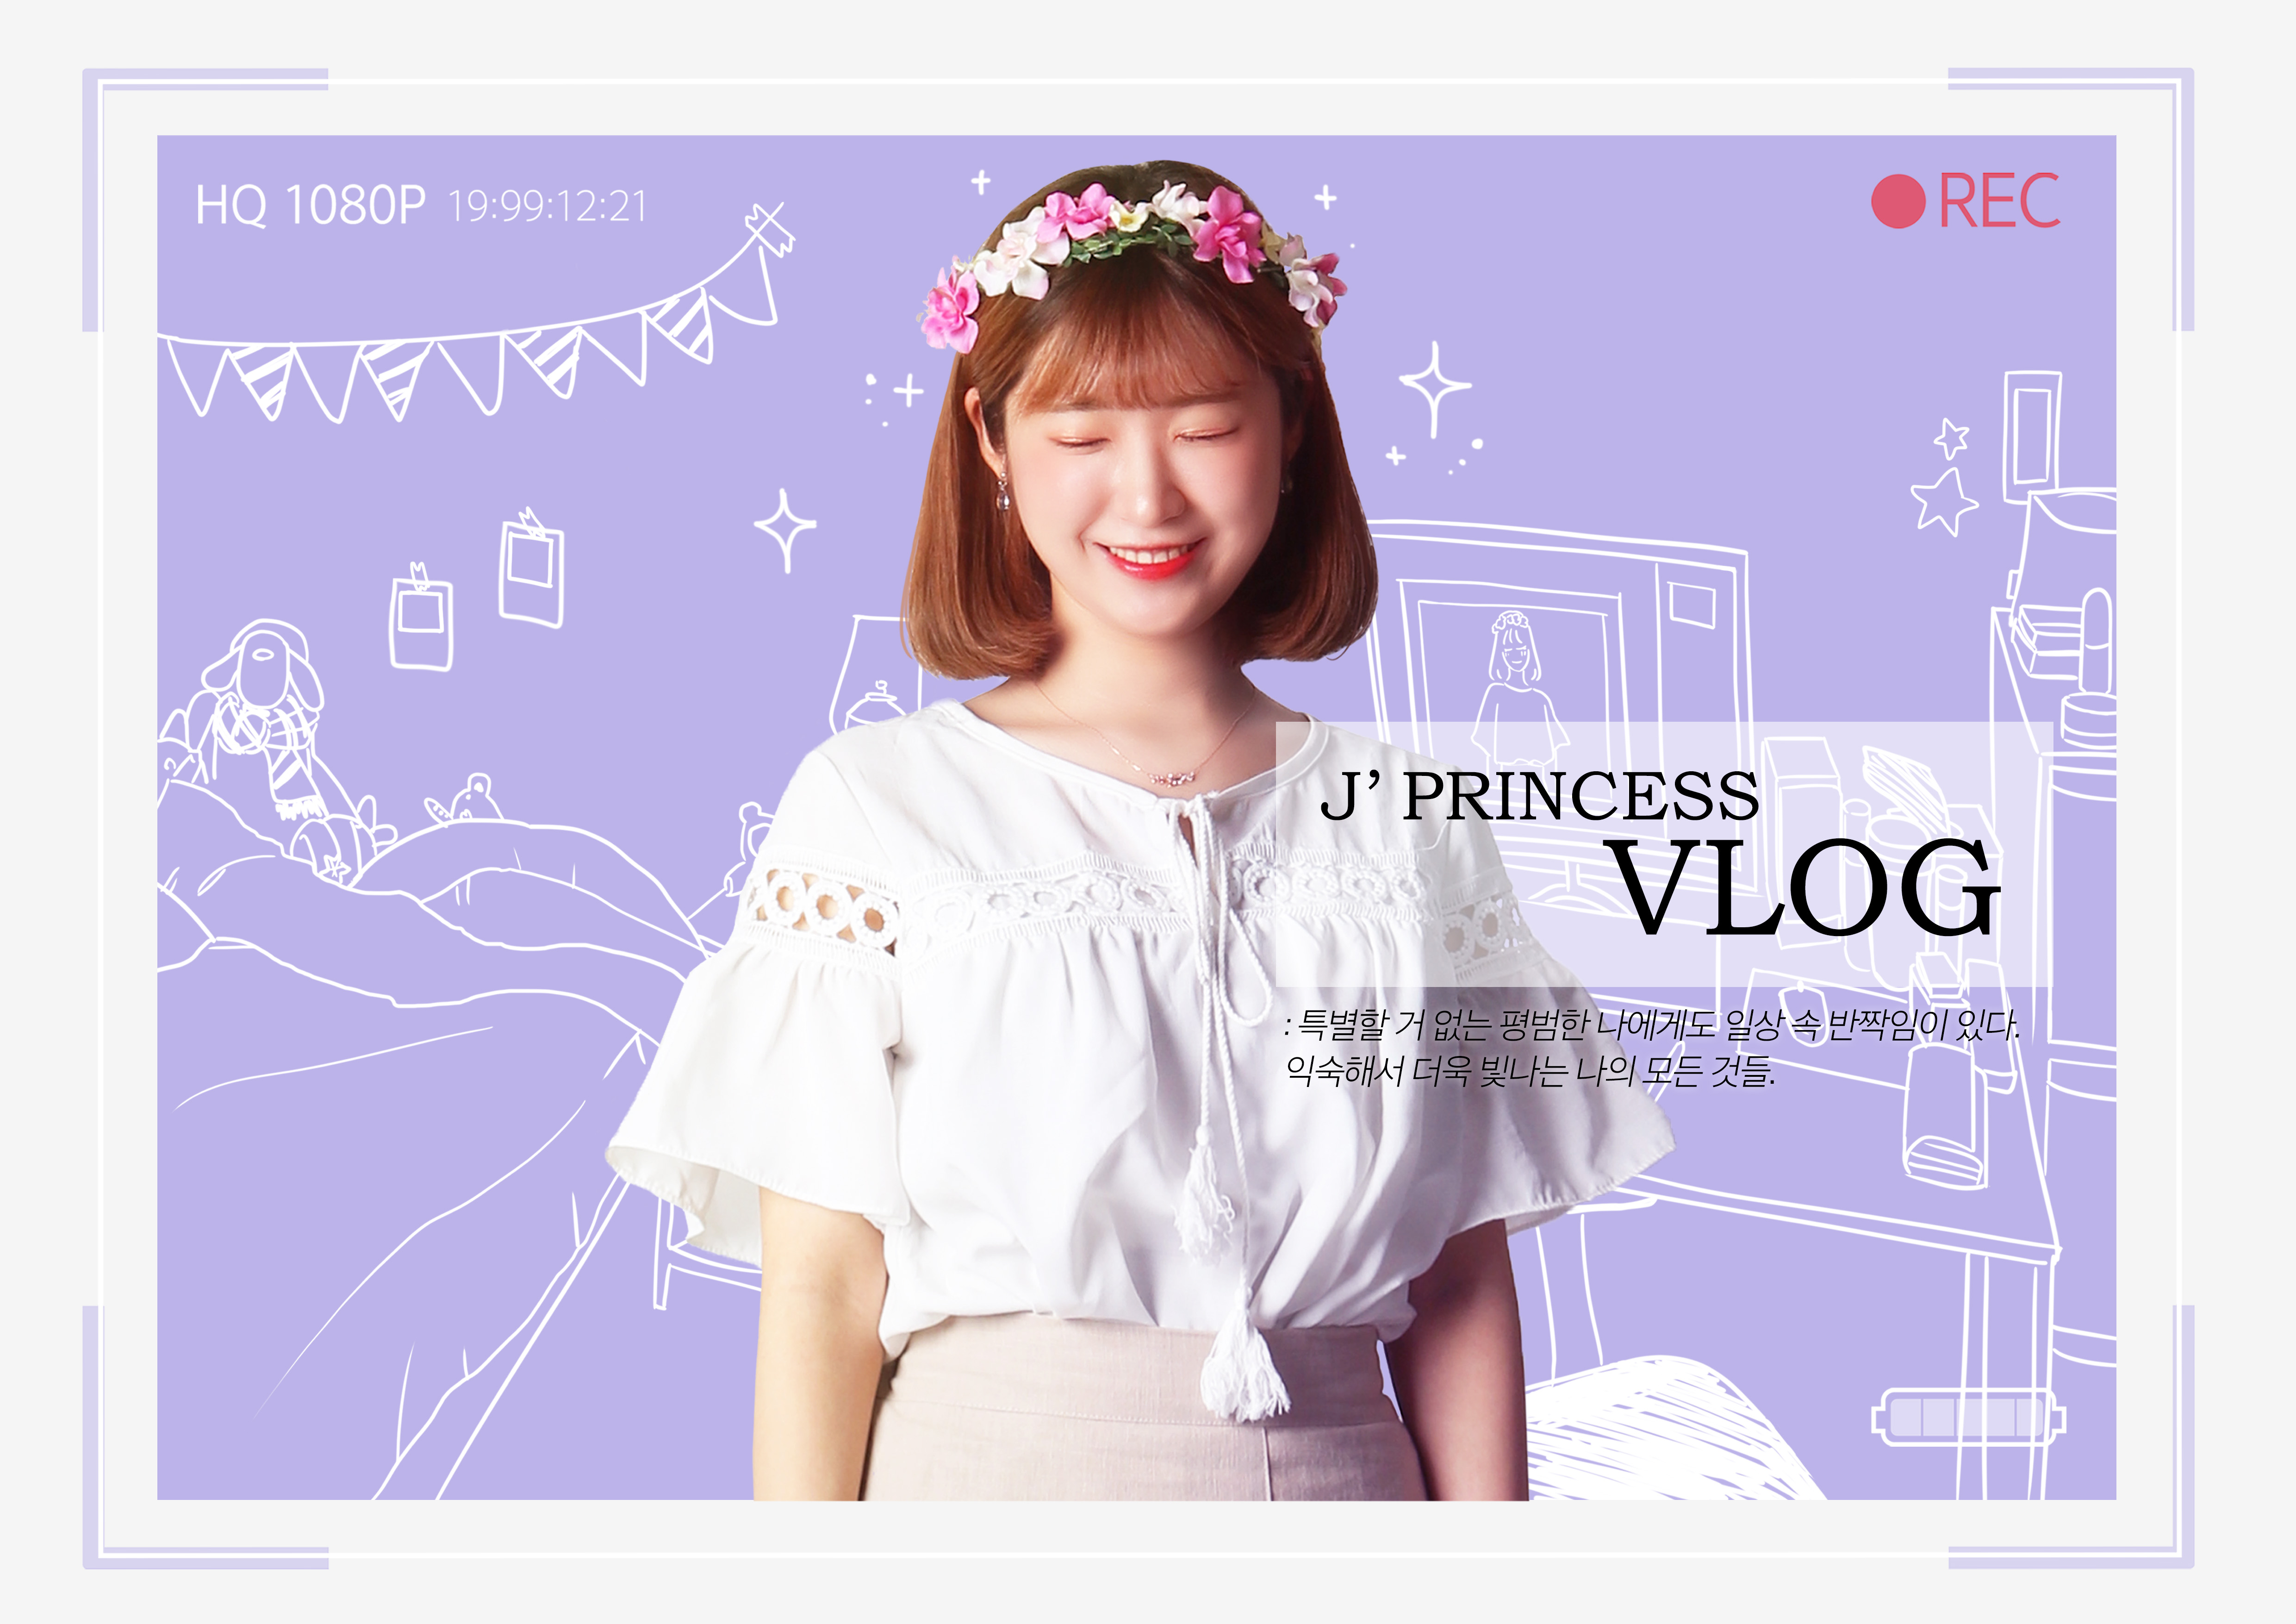 HQ 1080P 19:99:12:21
REC
J’ PRINCESS
VLOG
: 특별할 거 없는 평범한 나에게도 일상 속 반짝임이 있다.
익숙해서 더욱 빛나는 나의 모든 것들.